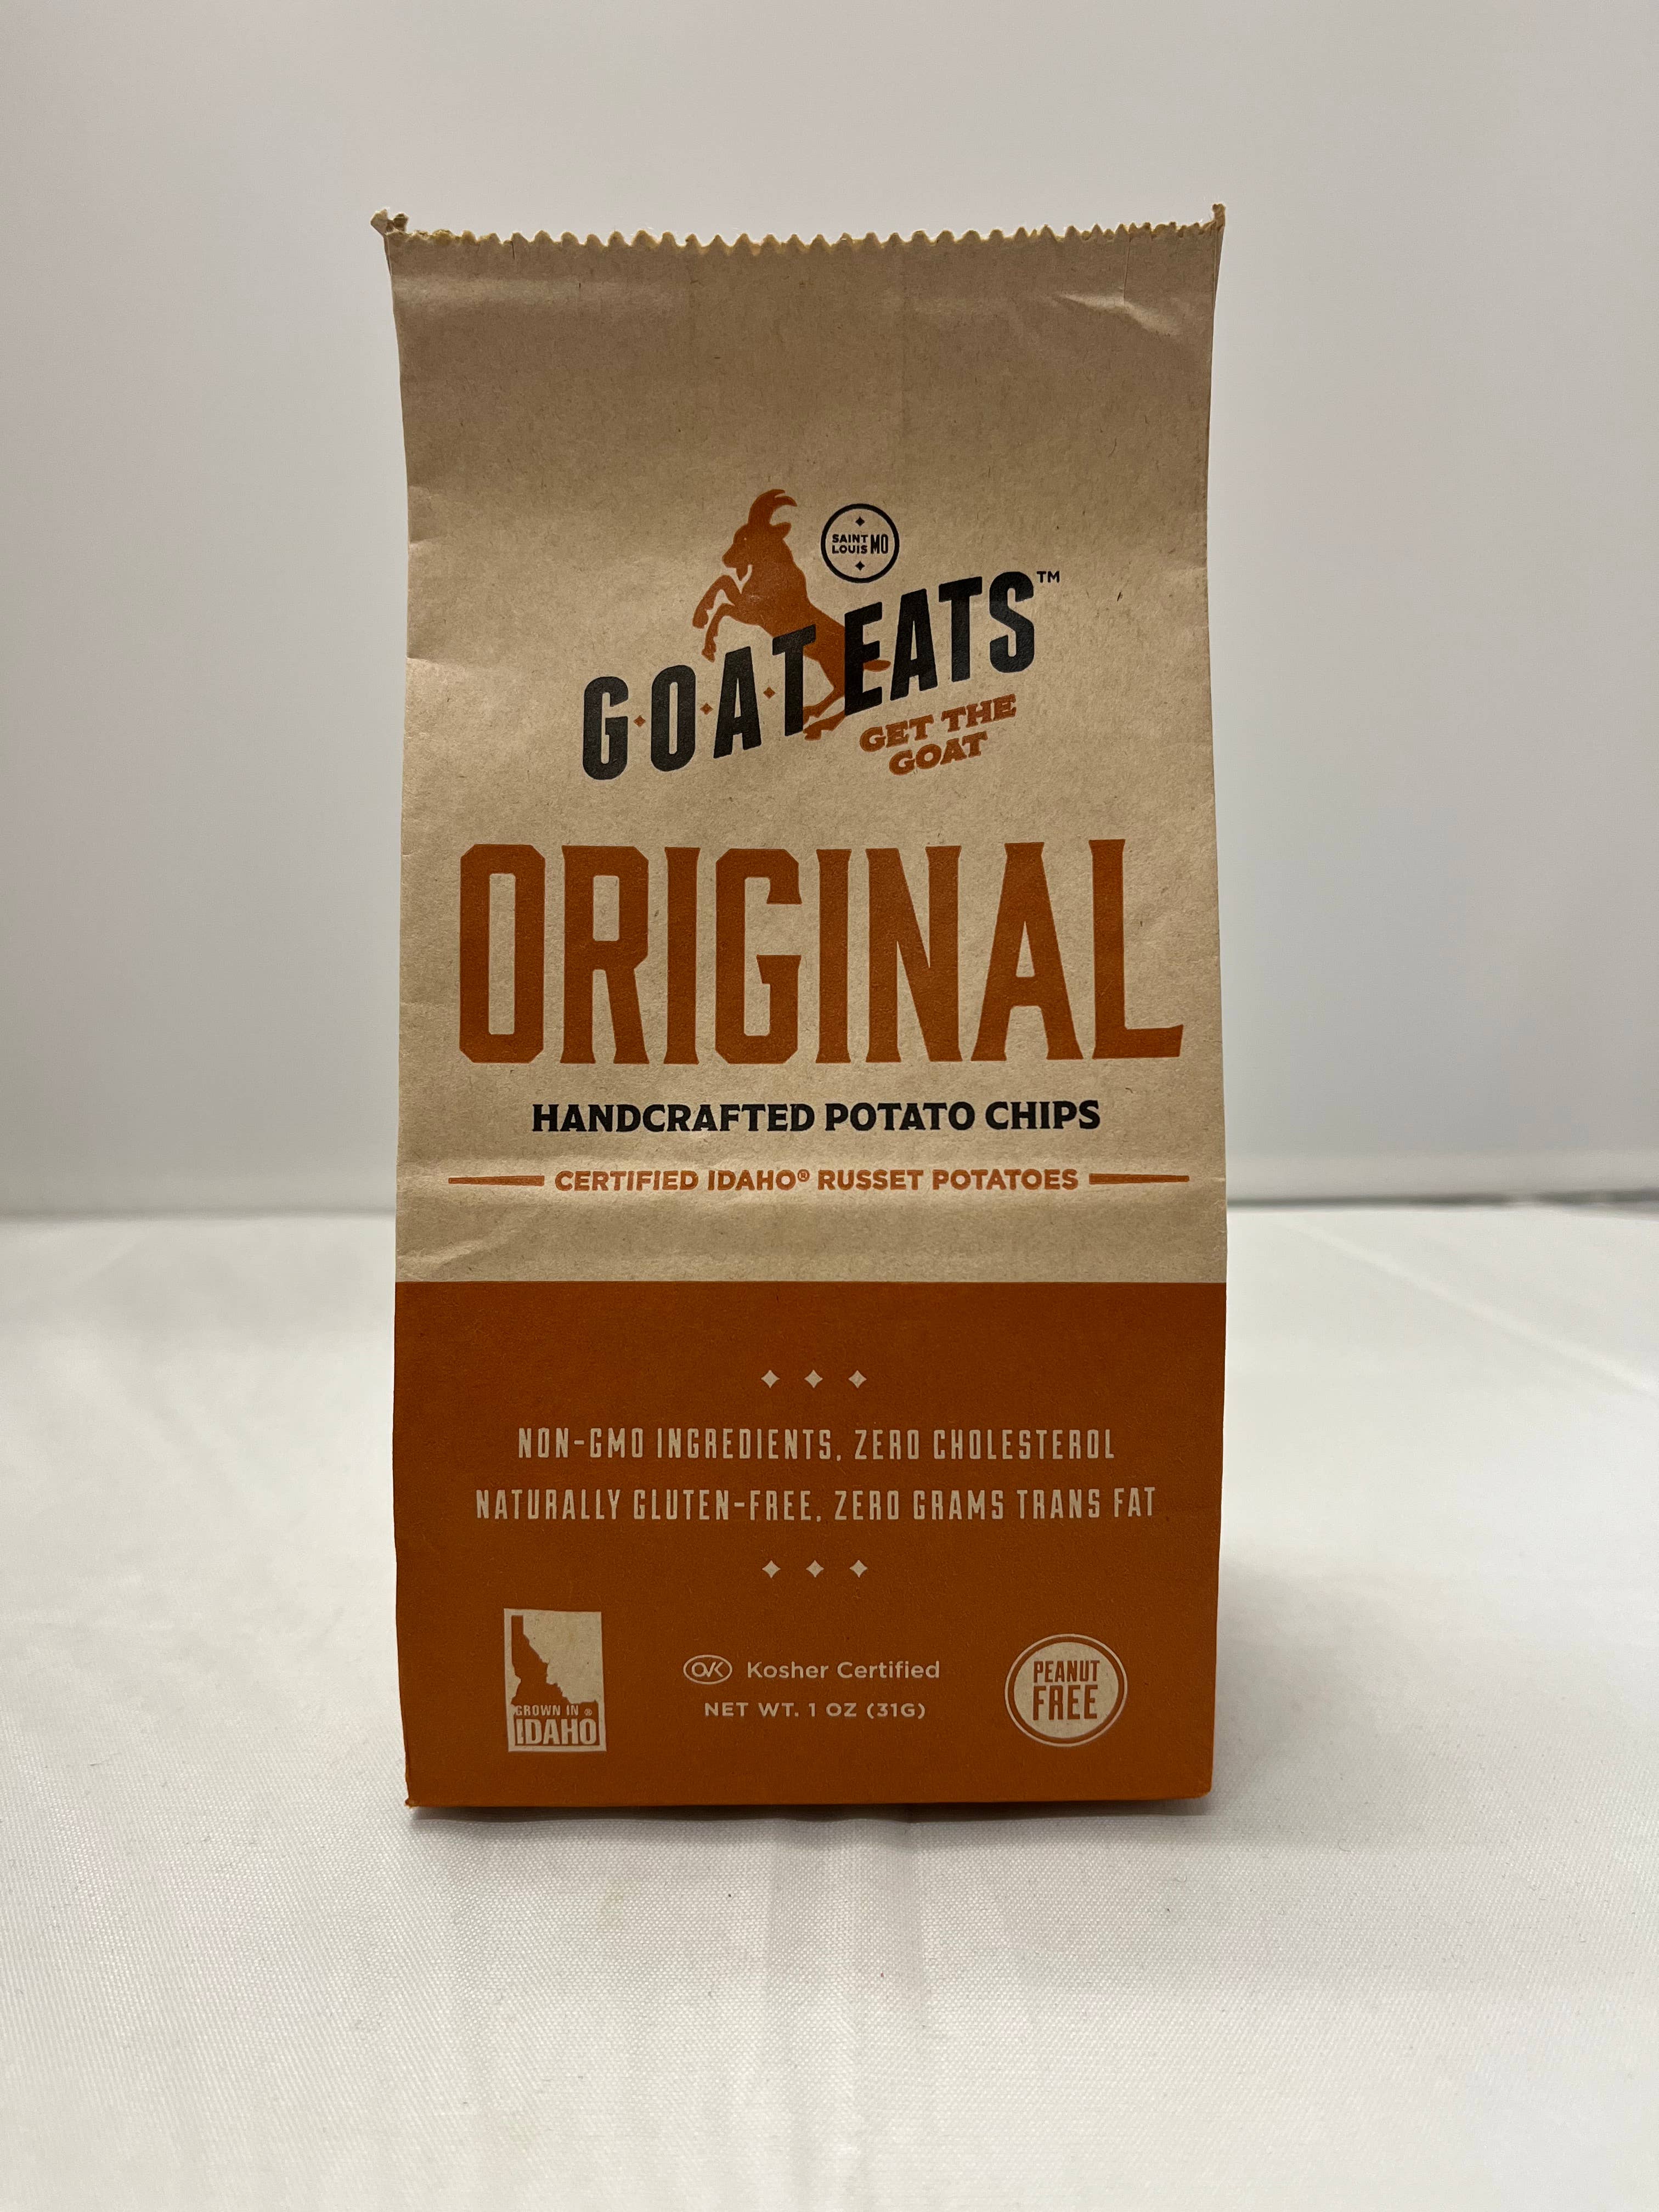 SAINT LOUIS MO
G·O·A·T EATS™
GET THE
GOAT
ORIGINAL
HANDCRAFTED POTATO CHIPS
CERTIFIED IDAHO® RUSSET POTATOES
NON-GMO INGREDIENTS, ZERO CHOLESTEROL
NATURALLY GLUTEN-FREE, ZERO GRAMS TRANS FAT
GROWN IN ®
IDAHO
OVK Kosher Certified
NET WT. 1 OZ (31G)
PEANUT
FREE